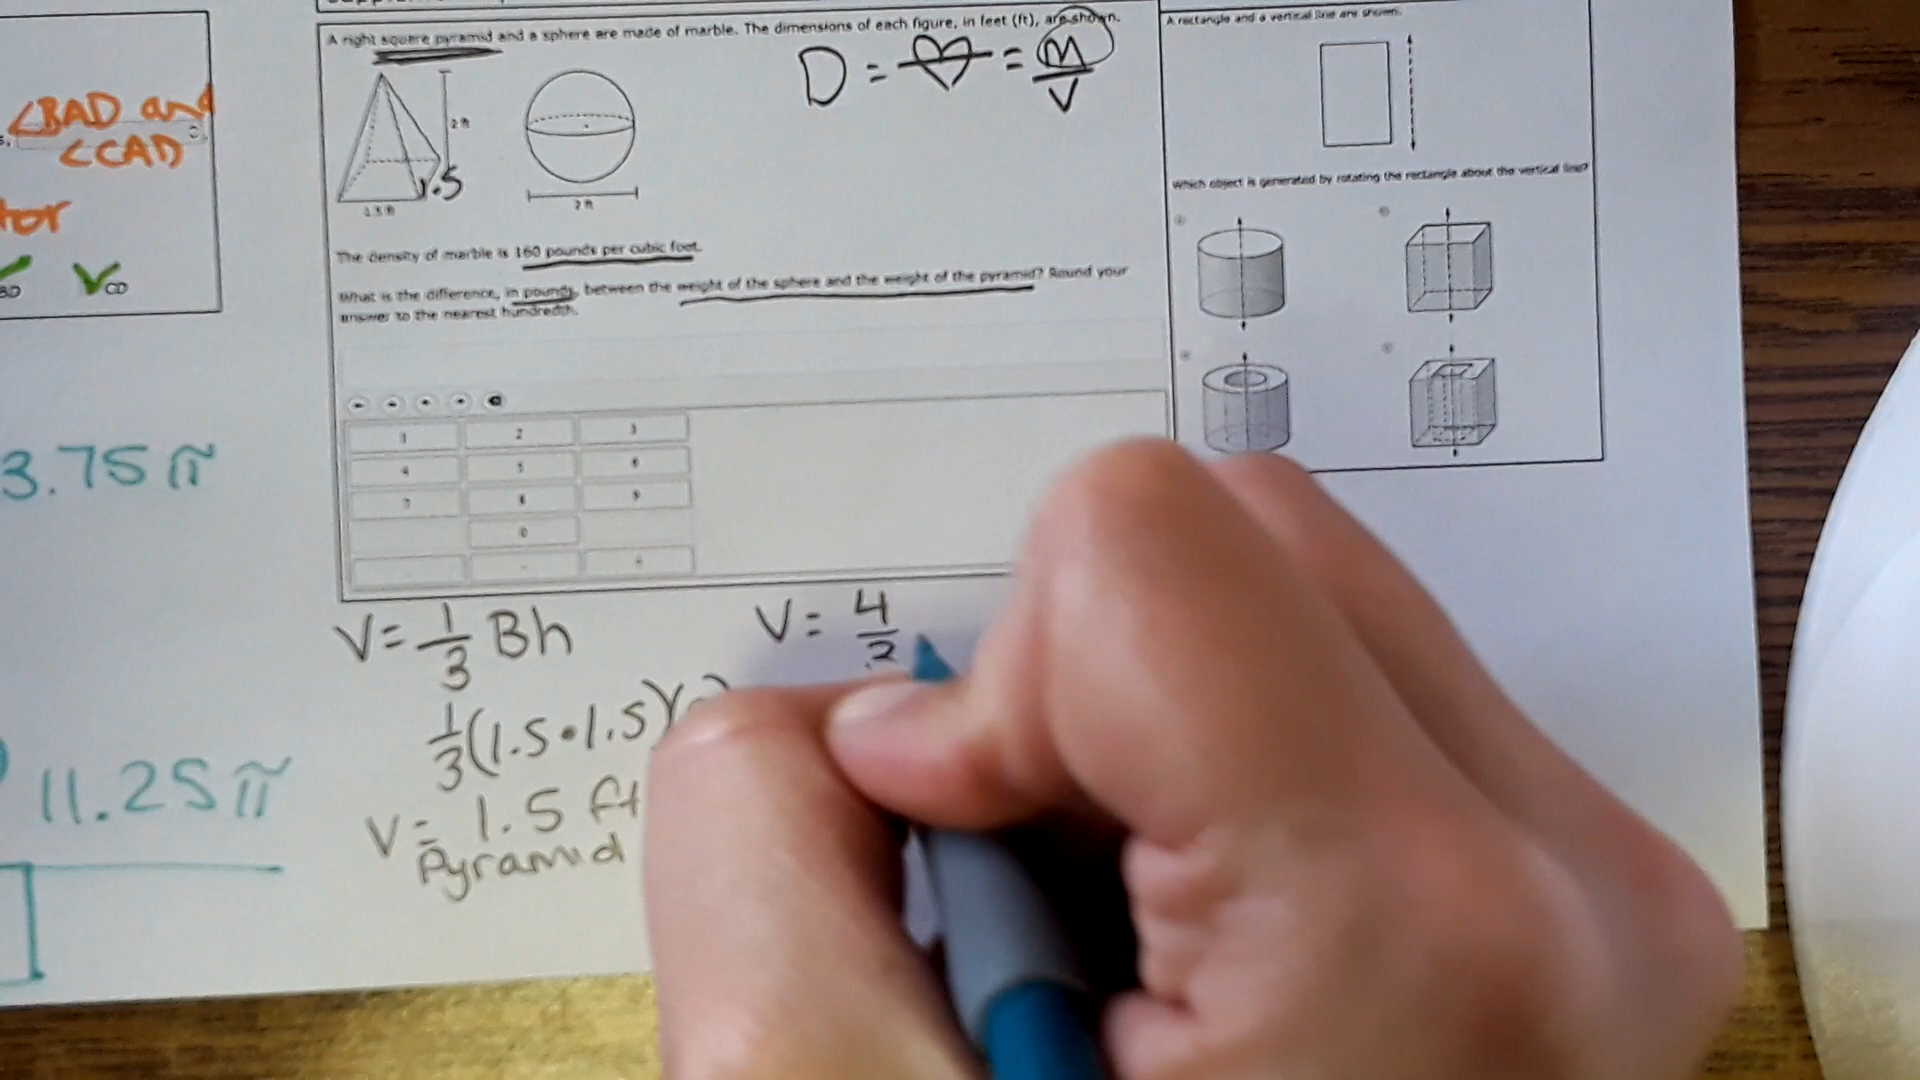 A right square pyramid and a sphere are made of marble. The dimensions of each figure, in feet (ft), are shown.
D = = M
V
2 ft
1.5
1.5 ft
2 ft
The density of marble is 160 pounds per cubic foot.
What is the difference, in pounds, between the weight of the sphere and the weight of the pyramid? Round your
answer to the nearest hundredth.
1 2 3
4 5 6
7 8 9
0
V = 1/3 Bh
1/3(1.5•1.5)(
V = 1.5 ft
Pyramid
V = 4
3
A rectangle and a vertical line are shown.
Which object is generated by rotating the rectangle about the vertical line?
∠BAD and
∠CAD
tor
BD
CD
3.75π
11.25π